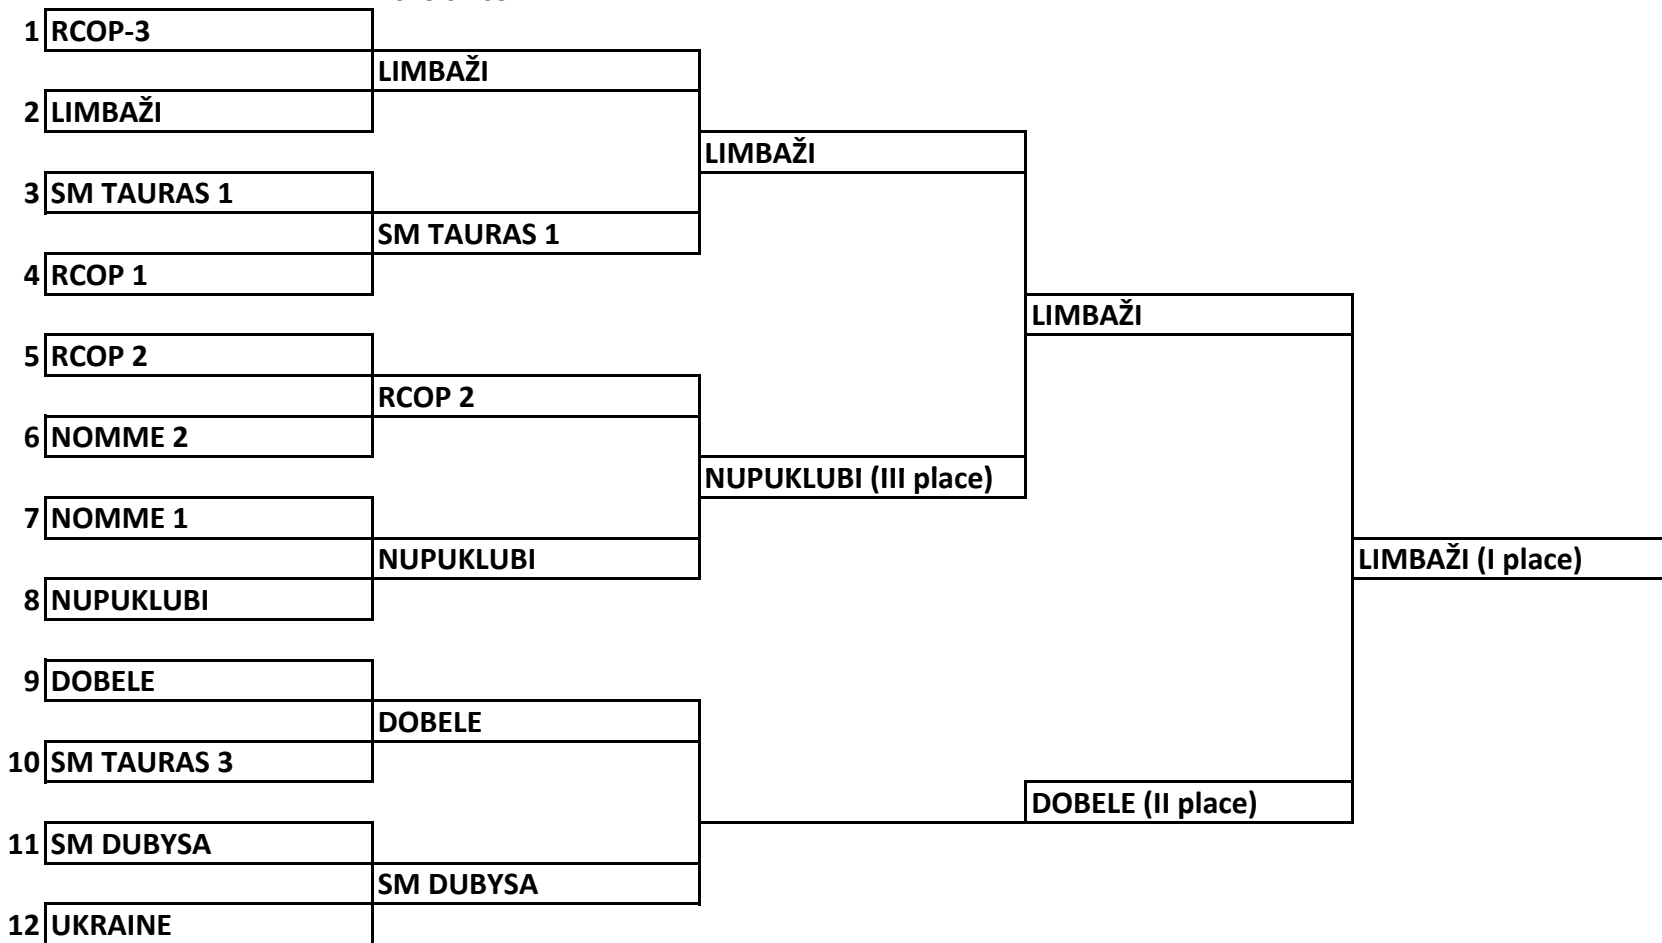 1 RCOP-3
LIMBAŽI
2 LIMBAŽI
LIMBAŽI
3 SM TAURAS 1
SM TAURAS 1
4 RCOP 1
LIMBAŽI
5 RCOP 2
RCOP 2
6 NOMME 2
NUPUKLUBI (III place)
7 NOMME 1
NUPUKLUBI
LIMBAŽI (I place)
8 NUPUKLUBI
9 DOBELE
DOBELE
10 SM TAURAS 3
DOBELE (II place)
11 SM DUBYSA
SM DUBYSA
12 UKRAINE